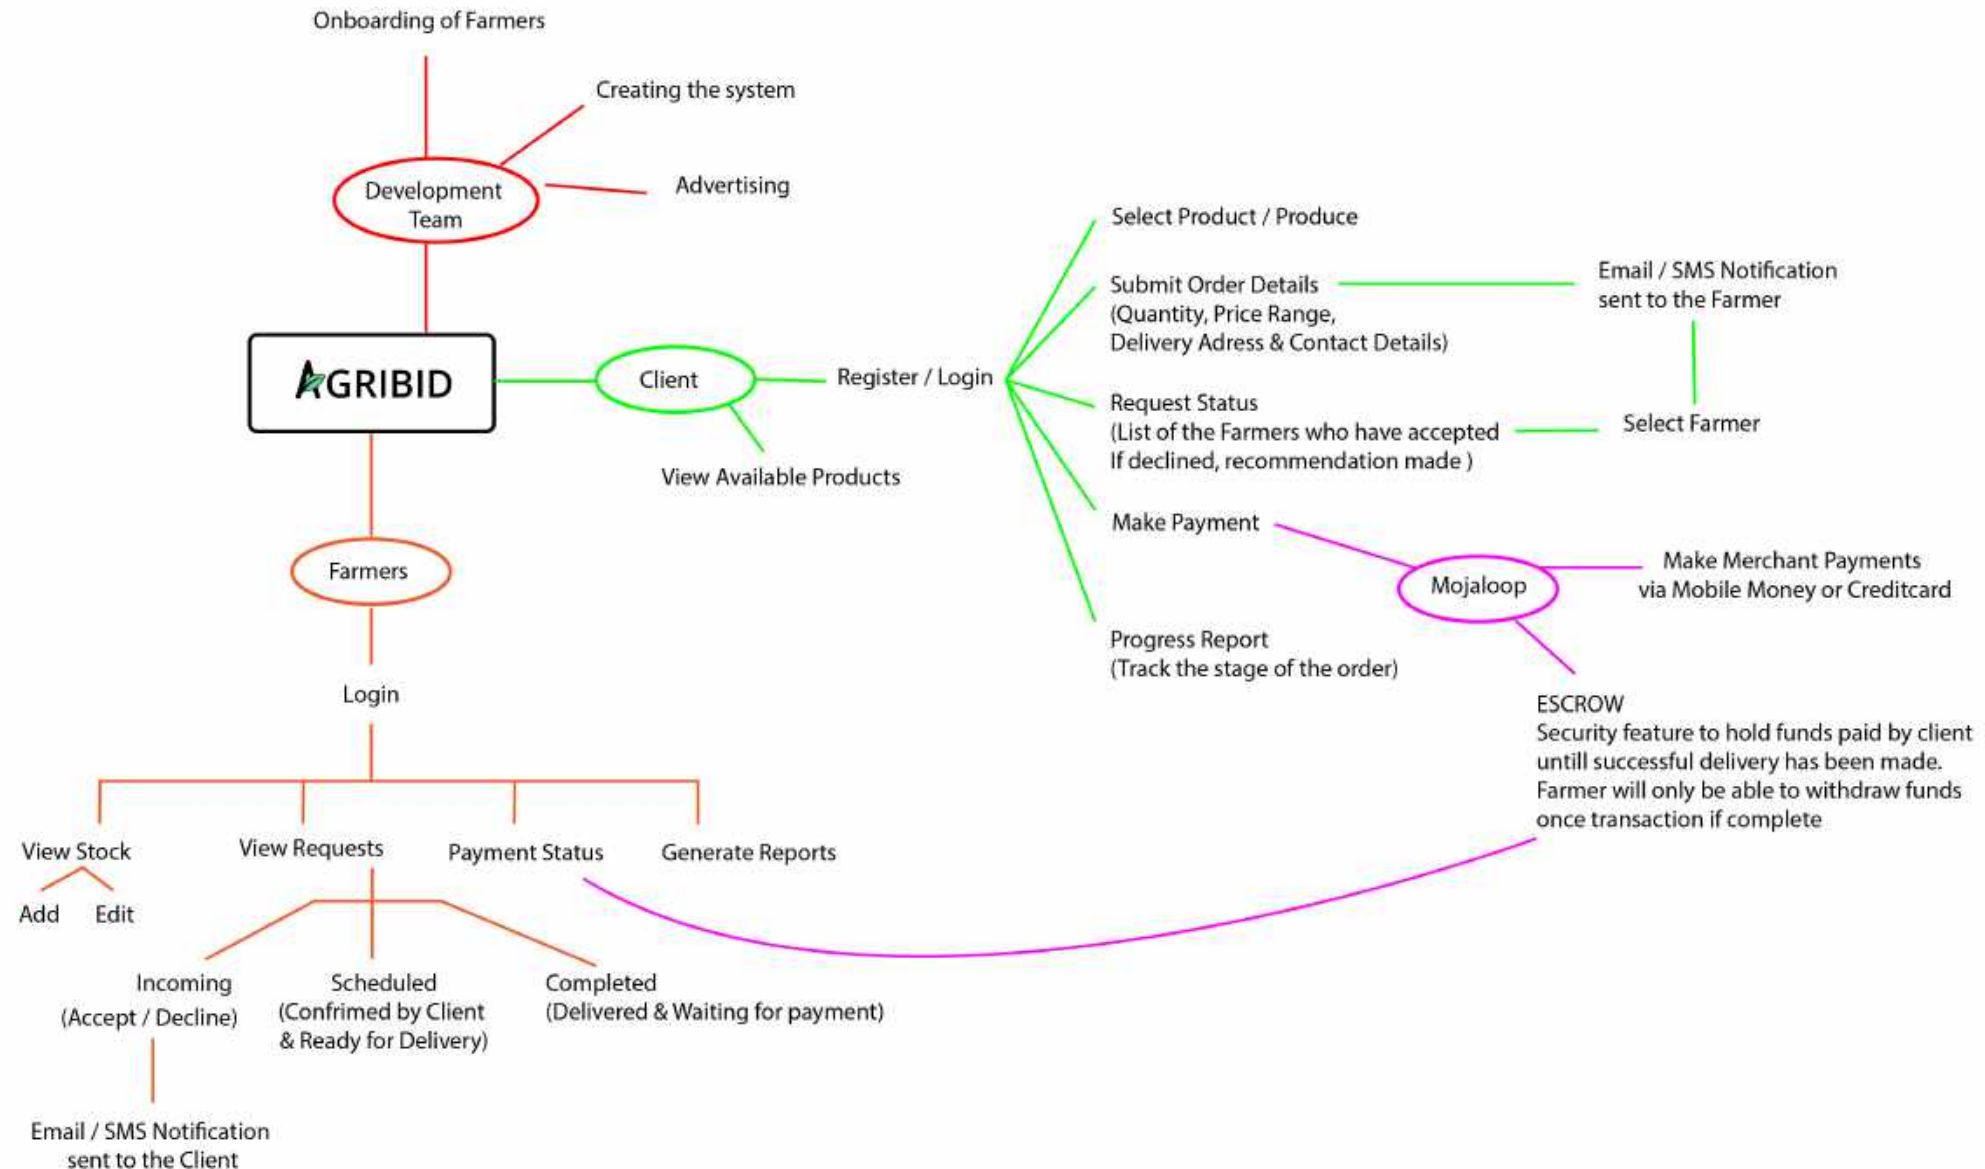 Onboarding of Farmers
Creating the system
Advertising
Development
Team
AGRIBID
Client
Register / Login
View Available Products
Select Product / Produce
Submit Order Details
(Quantity, Price Range,
Delivery Adress & Contact Details)
Email / SMS Notification
sent to the Farmer
Request Status
(List of the Farmers who have accepted
If declined, recommendation made )
Select Farmer
Make Payment
Mojaloop
Make Merchant Payments
via Mobile Money or Creditcard
Progress Report
(Track the stage of the order)
ESCROW
Security feature to hold funds paid by client
untill successful delivery has been made.
Farmer will only be able to withdraw funds
once transaction if complete
Farmers
Login
View Stock
Add
Edit
View Requests
Payment Status
Generate Reports
Incoming
(Accept / Decline)
Scheduled
(Confrimed by Client
& Ready for Delivery)
Completed
(Delivered & Waiting for payment)
Email / SMS Notification
sent to the Client